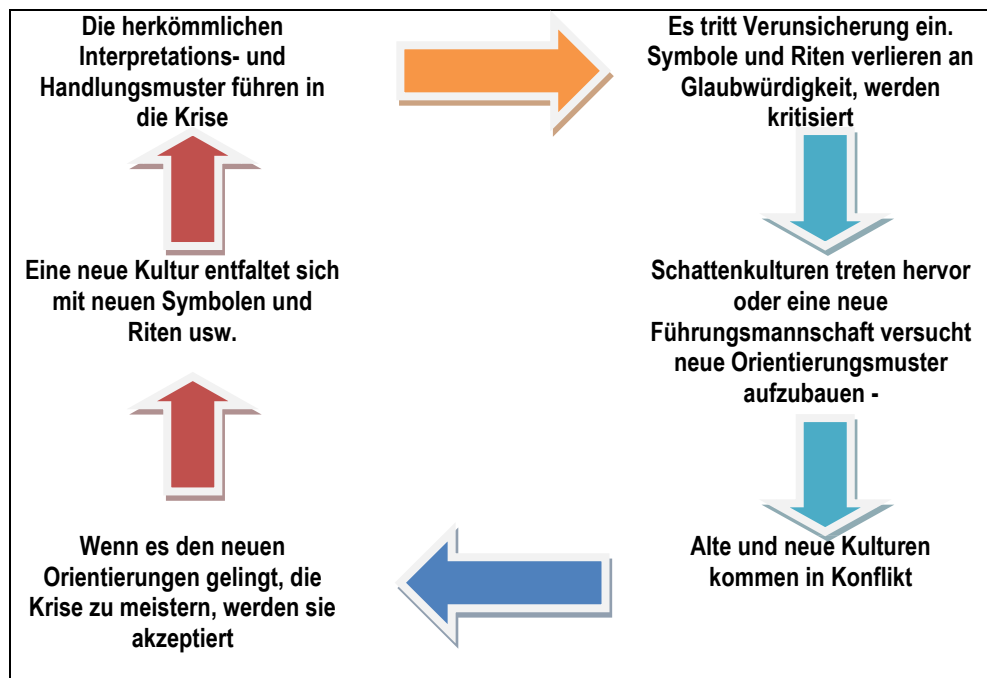 Die herkömmlichen
Interpretations- und
Handlungsmuster führen in
die Krise
Es tritt Verunsicherung ein.
Symbole und Riten verlieren an
Glaubwürdigkeit, werden
kritisiert
Schattenkulturen treten hervor
oder eine neue
Führungsmannschaft versucht
neue Orientierungsmuster
aufzubauen -
Alte und neue Kulturen
kommen in Konflikt
Wenn es den neuen
Orientierungen gelingt, die
Krise zu meistern, werden sie
akzeptiert
Eine neue Kultur entfaltet sich
mit neuen Symbolen und
Riten usw.